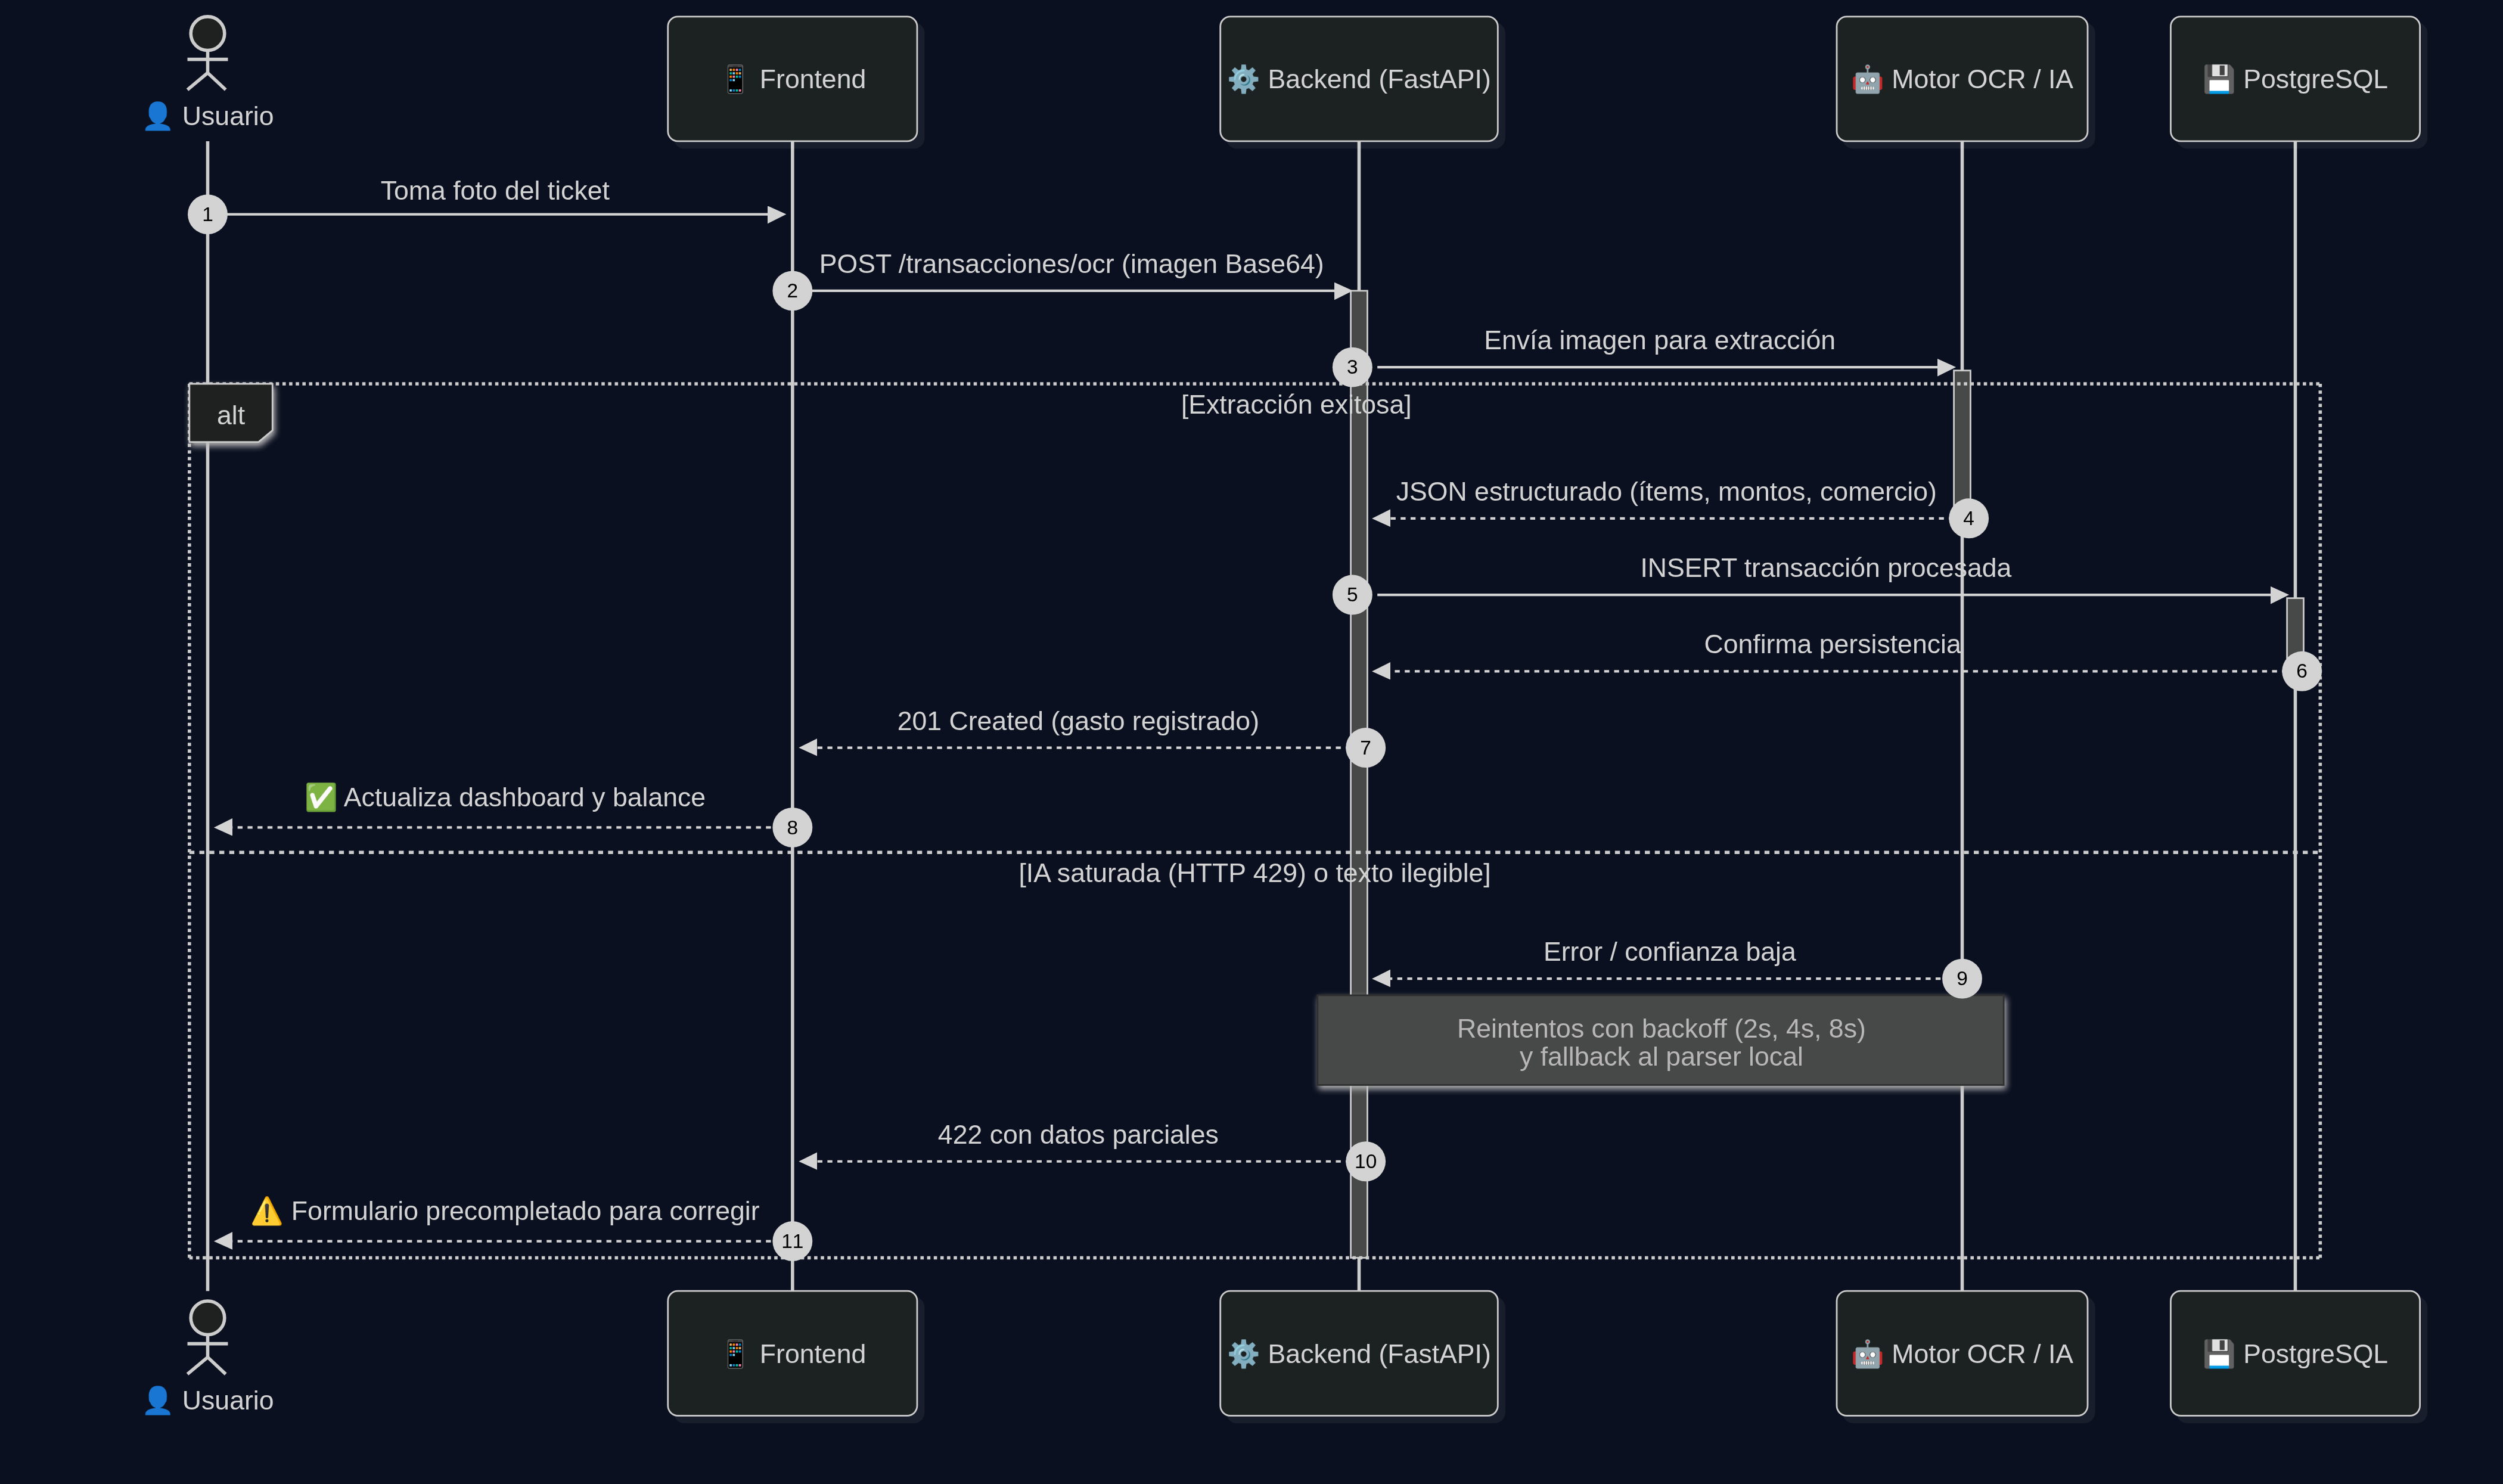 Usuario
Frontend
Backend (FastAPI)
Motor OCR / IA
PostgreSQL
Toma foto del ticket
1
POST /transacciones/ocr (imagen Base64)
2
Envía imagen para extracción
3
alt
[Extracción exitosa]
JSON estructurado (ítems, montos, comercio)
4
INSERT transacción procesada
5
Confirma persistencia
6
201 Created (gasto registrado)
7
✅ Actualiza dashboard y balance
8
[IA saturada (HTTP 429) o texto ilegible]
Error / confianza baja
9
Reintentos con backoff (2s, 4s, 8s)
y fallback al parser local
422 con datos parciales
10
⚠️ Formulario precompletado para corregir
11
Usuario
Frontend
Backend (FastAPI)
Motor OCR / IA
PostgreSQL